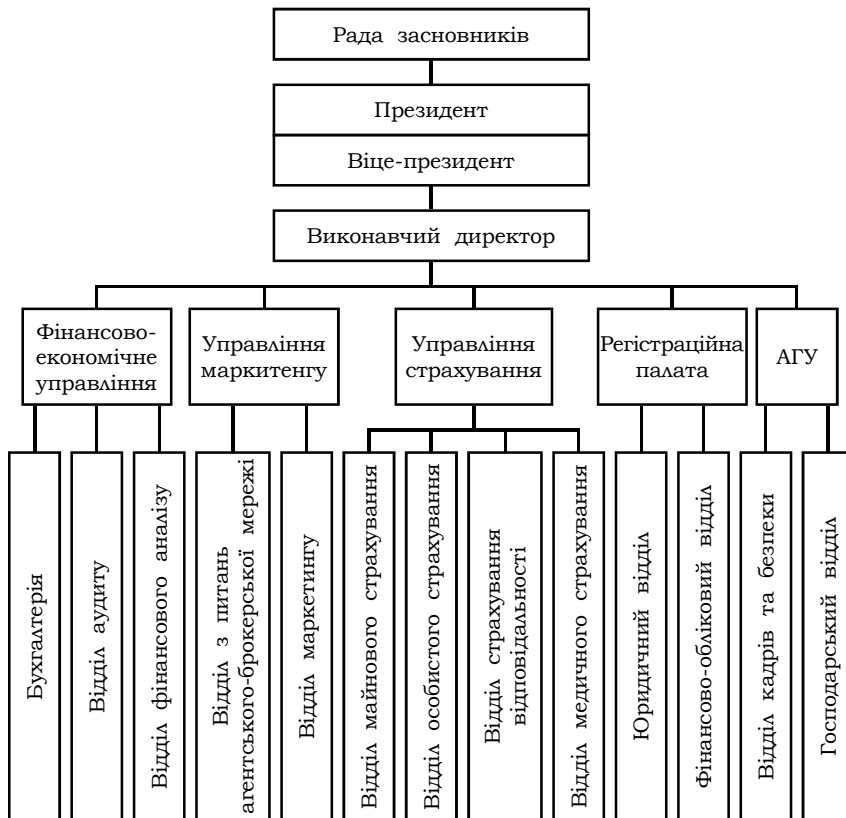 Рада засновників
Президент
Віце-президент
Виконавчий директор
Фінансово-
економічне
управління
Управління
маркитенгу
Управління
страхування
Регістраційна
палата
АГУ
Бухгалтерія
Відділ аудиту
Відділ фінансового аналізу
Відділ з питань
агентського-брокерської мережі
Відділ маркетингу
Відділ майнового страхування
Відділ особистого страхування
Відділ страхування
відповідальності
Відділ медичного страхування
Юридичний відділ
Фінансово-обліковий відділ
Відділ кадрів та безпеки
Господарський відділ